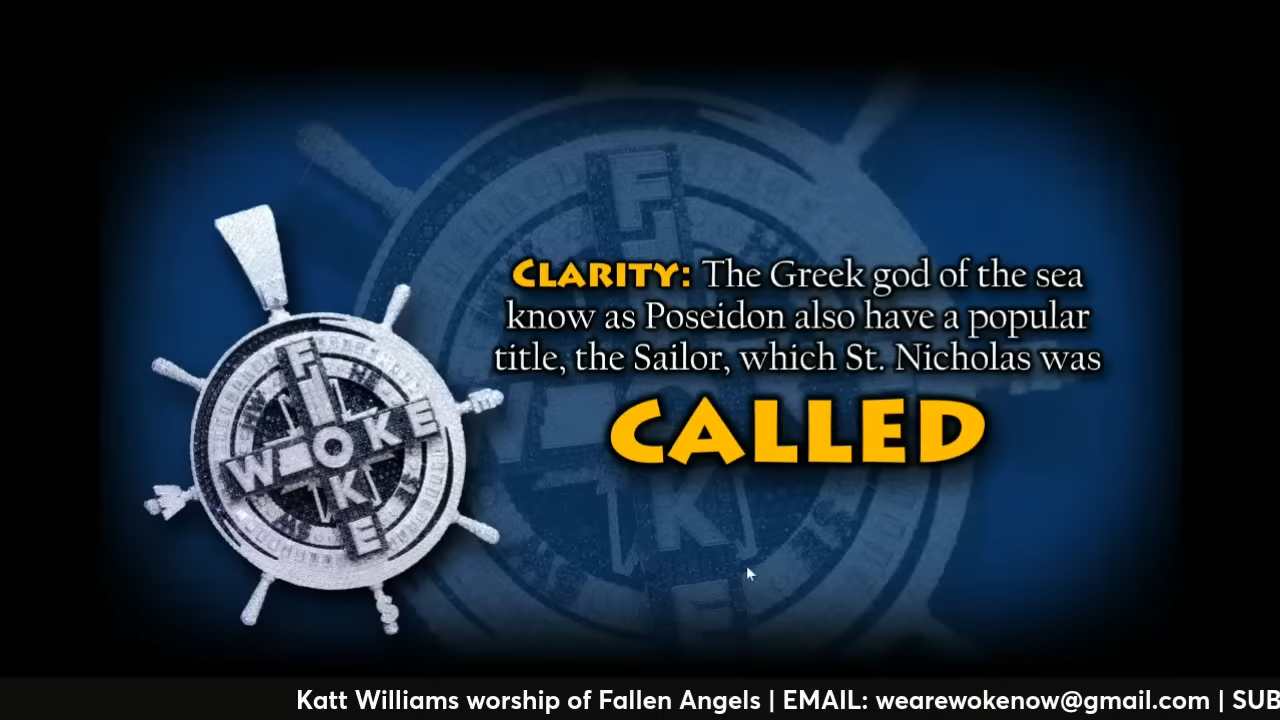 CLARITY: The Greek god of the sea
know as Poseidon also have a popular
title, the Sailor, which St. Nicholas was
CALLED
FIOKE
WOKE
Katt Williams worship of Fallen Angels | EMAIL: wearewokenow@gmail.com | SUB